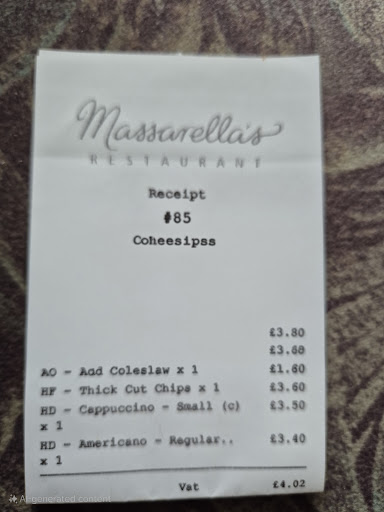 Massarella's
RESTAURANT
Receipt
#85
Coheesipss
£3.80
£3.60
AO - Add Coleslaw x 1 £1.60
HF - Thick Cut Chips x 1 £3.60
HD - Cappuccino - Small (c) £3.50
x 1
HD - Americano - Regular.. £3.40
x 1
Vat £4.02
AI-generated content